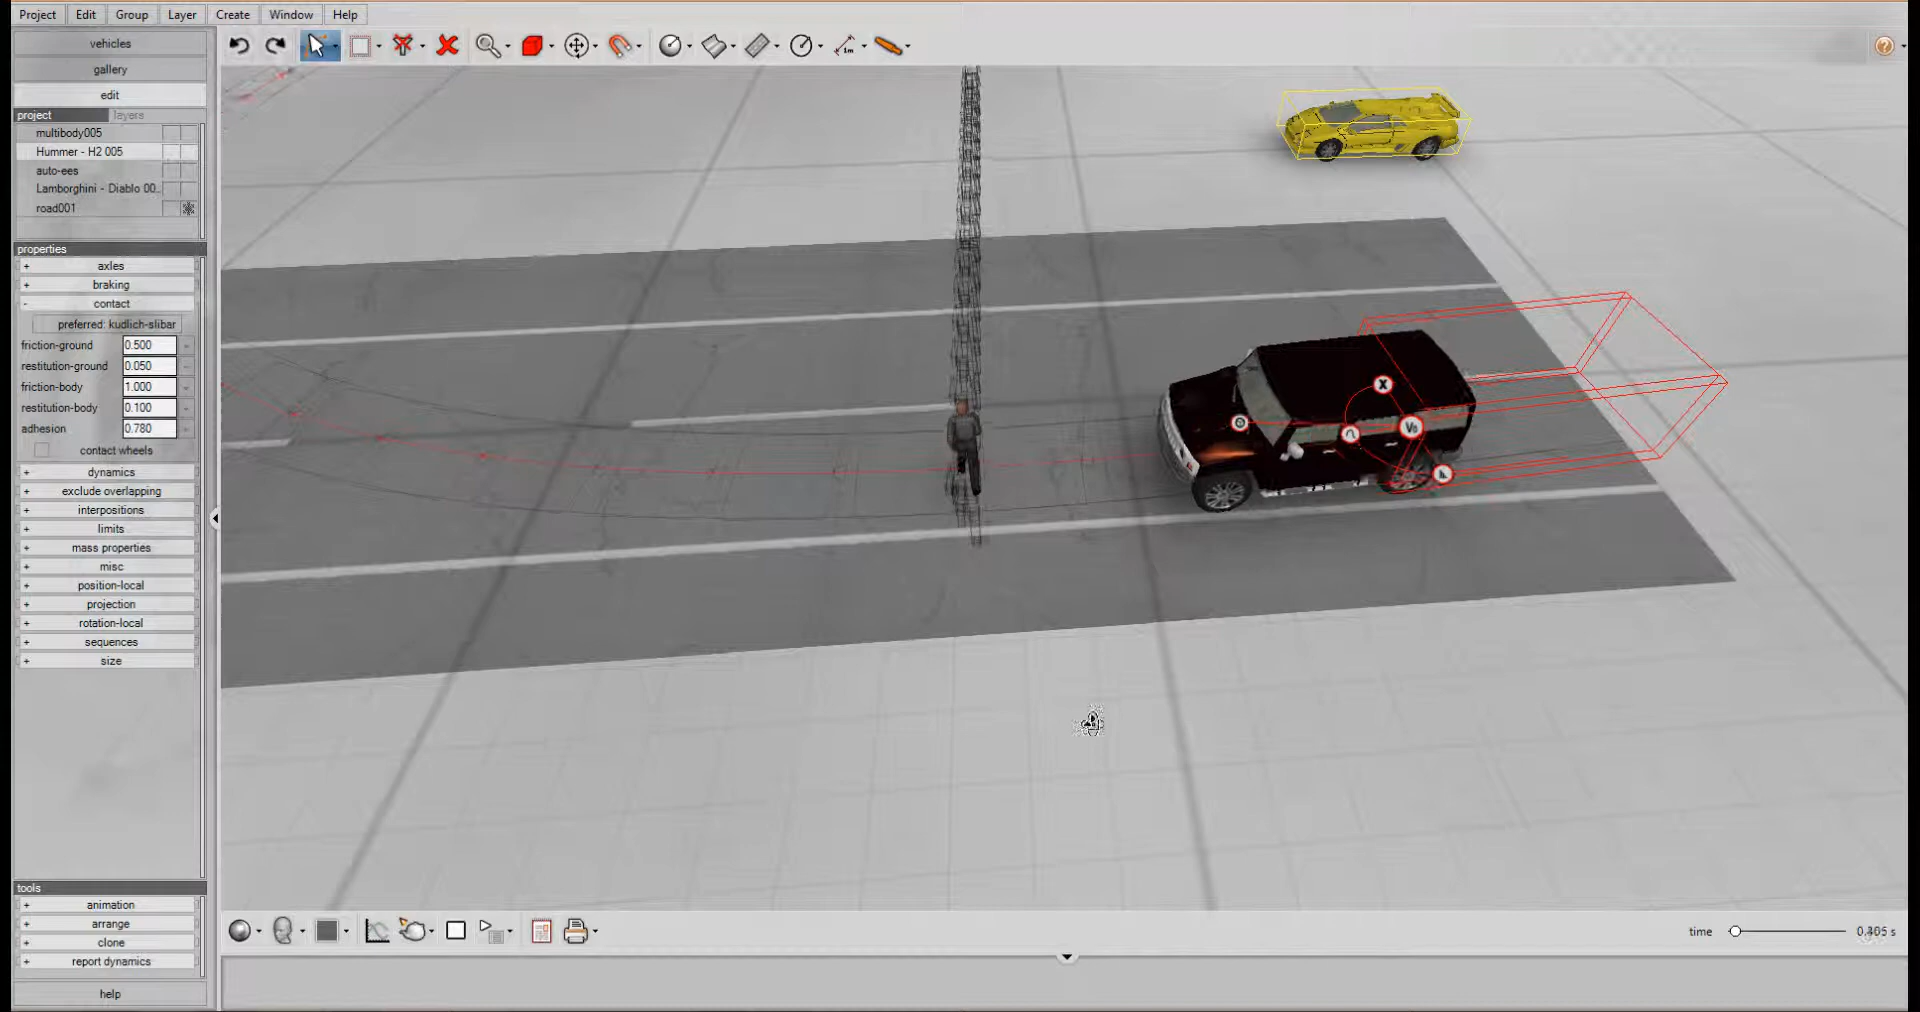 Project Edit Group Layer Create Window Help
vehicles
gallery
edit
project layers
multibody005
Hummer - H2 005
auto-ees
Lamborghini - Diablo 00...
road001
properties
+ axles
+ braking
- contact
preferred: kudlich-slibar
friction-ground 0.500
restitution-ground 0.050
friction-body 1.000
restitution-body 0.100
adhesion 0.780
contact wheels
+ dynamics
+ exclude overlapping
+ interpositions
+ limits
+ mass properties
+ misc
+ position-local
+ projection
+ rotation-local
+ sequences
+ size
tools
+ animation
+ arrange
+ clone
+ report dynamics
help
1m
X
V₀
time